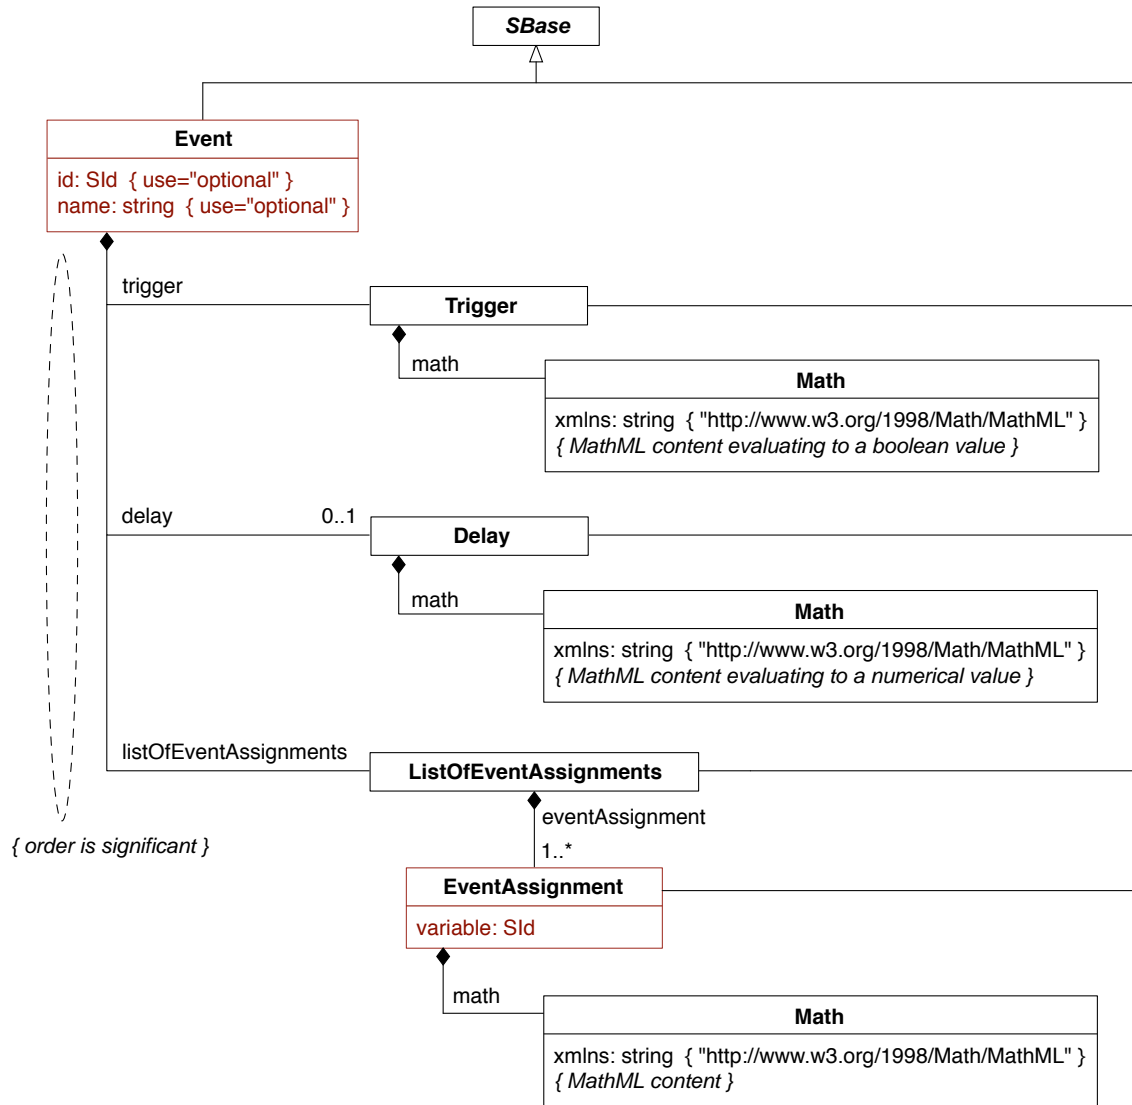 SBase
Event
id: SId { use="optional" }
name: string { use="optional" }
trigger
Trigger
math
Math
xmlns: string { "http://www.w3.org/1998/Math/MathML" }
{ MathML content evaluating to a boolean value }
delay
0..1
Delay
math
Math
xmlns: string { "http://www.w3.org/1998/Math/MathML" }
{ MathML content evaluating to a numerical value }
listOfEventAssignments
ListOfEventAssignments
eventAssignment
{ order is significant }
1..*
EventAssignment
variable: SId
math
Math
xmlns: string { "http://www.w3.org/1998/Math/MathML" }
{ MathML content }